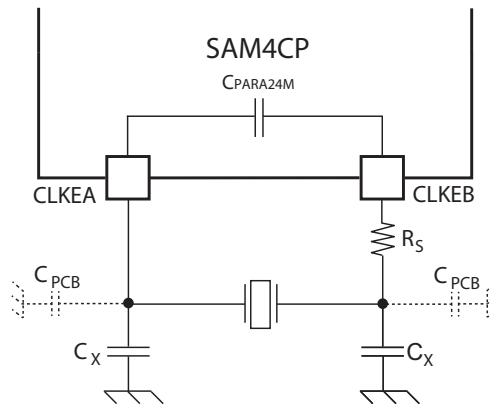 SAM4CP
CPARA24M
CLKEA
CLKEB
RS
CPCB
CPCB
CX
CX